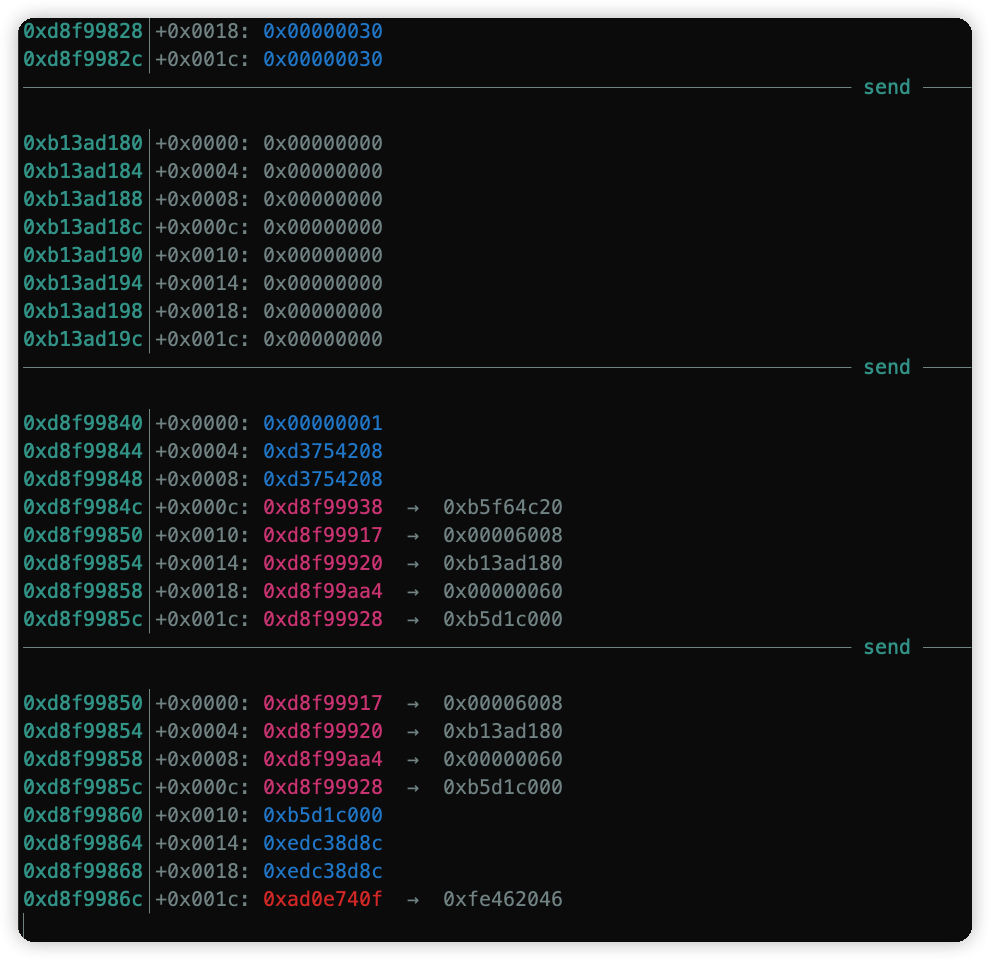 0xd8f99828│+0x0018: 0x00000030
0xd8f9982c│+0x001c: 0x00000030
send
0xb13ad180│+0x0000: 0x00000000
0xb13ad184│+0x0004: 0x00000000
0xb13ad188│+0x0008: 0x00000000
0xb13ad18c│+0x000c: 0x00000000
0xb13ad190│+0x0010: 0x00000000
0xb13ad194│+0x0014: 0x00000000
0xb13ad198│+0x0018: 0x00000000
0xb13ad19c│+0x001c: 0x00000000
send
0xd8f99840│+0x0000: 0x00000001
0xd8f99844│+0x0004: 0xd3754208
0xd8f99848│+0x0008: 0xd3754208
0xd8f9984c│+0x000c: 0xd8f99938 → 0xb5f64c20
0xd8f99850│+0x0010: 0xd8f99917 → 0x00006008
0xd8f99854│+0x0014: 0xd8f99920 → 0xb13ad180
0xd8f99858│+0x0018: 0xd8f99aa4 → 0x00000060
0xd8f9985c│+0x001c: 0xd8f99928 → 0xb5d1c000
send
0xd8f99850│+0x0000: 0xd8f99917 → 0x00006008
0xd8f99854│+0x0004: 0xd8f99920 → 0xb13ad180
0xd8f99858│+0x0008: 0xd8f99aa4 → 0x00000060
0xd8f9985c│+0x000c: 0xd8f99928 → 0xb5d1c000
0xd8f99860│+0x0010: 0xb5d1c000
0xd8f99864│+0x0014: 0xedc38d8c
0xd8f99868│+0x0018: 0xedc38d8c
0xd8f9986c│+0x001c: 0xad0e740f → 0xfe462046